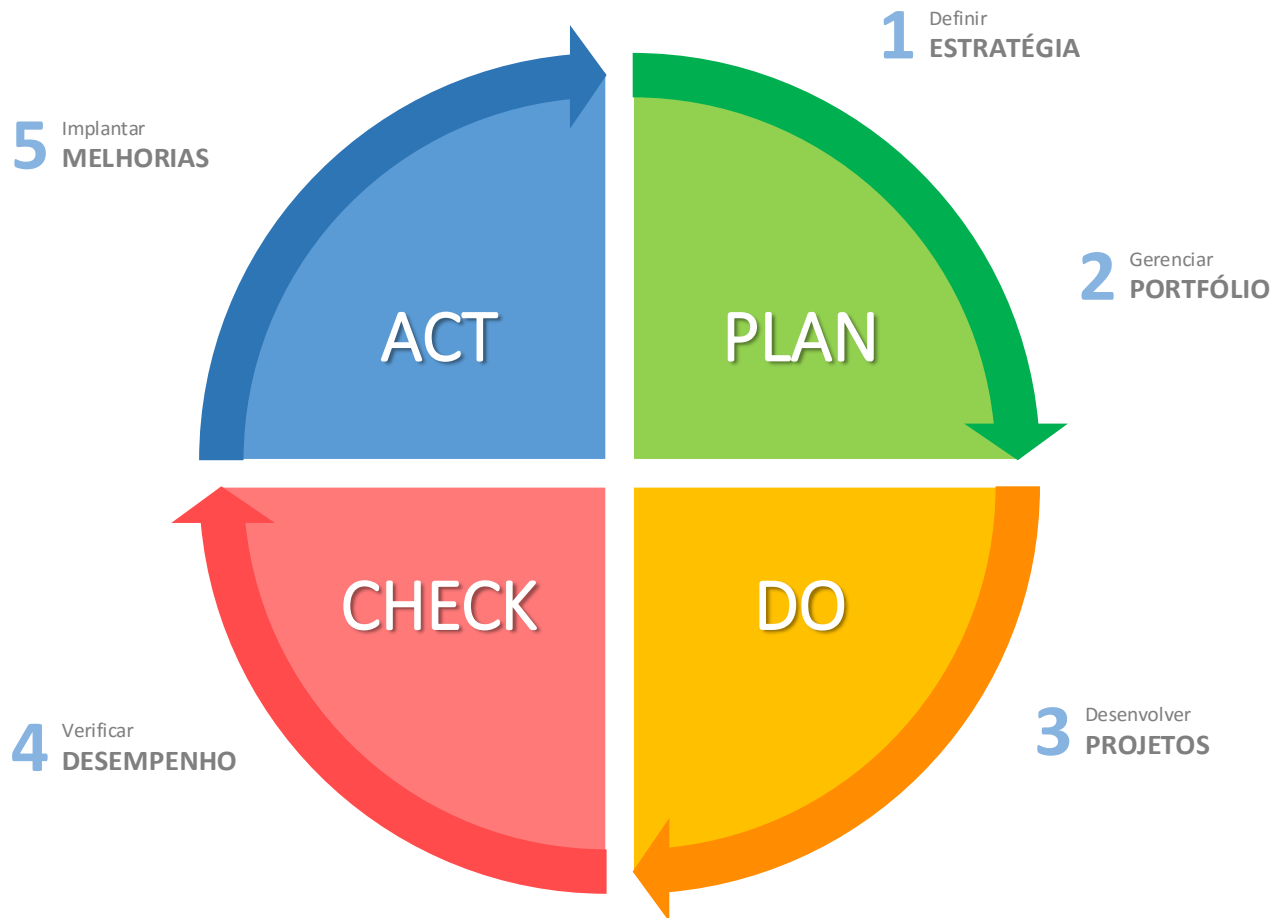 1 Definir
ESTRATÉGIA
5 Implantar
MELHORIAS
2 Gerenciar
PORTFÓLIO
ACT
PLAN
CHECK
DO
3 Desenvolver
PROJETOS
4 Verificar
DESEMPENHO